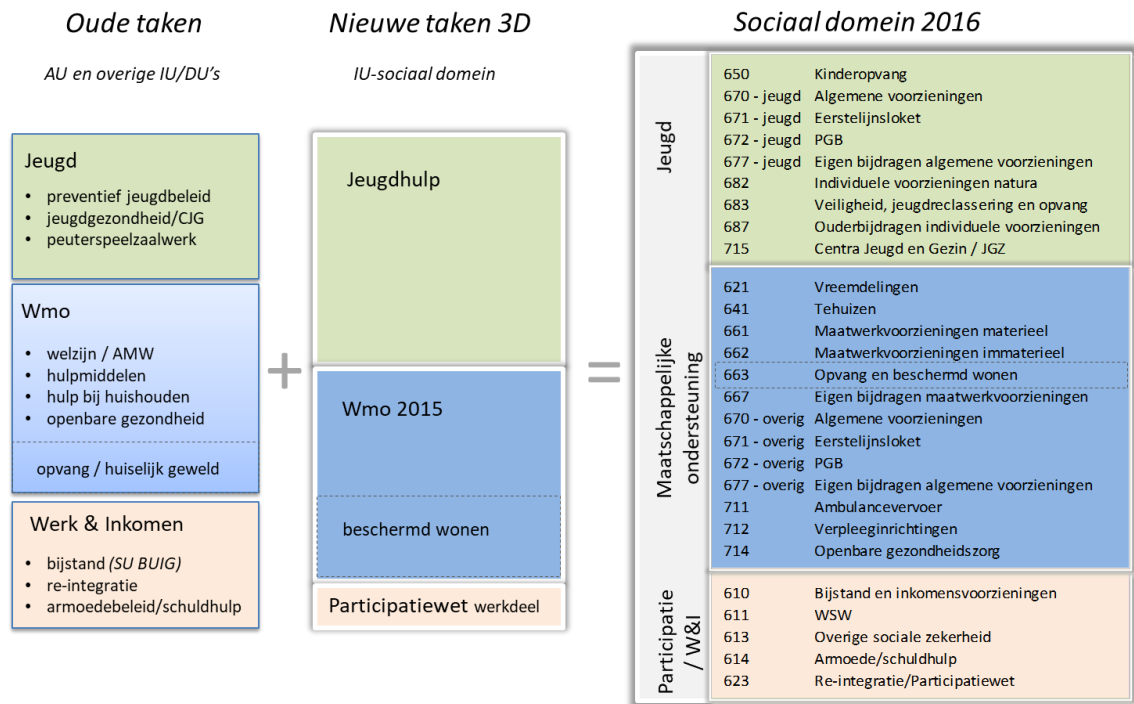 Oude taken
AU en overige IU/DU's
Jeugd
• preventief jeugdbeleid
• jeugdgezondheid/CJG
• peuterspeelzaalwerk
Wmo
• welzijn / AMW
• hulpmiddelen
• hulp bij huishouden
• openbare gezondheid
opvang / huiselijk geweld
Werk & Inkomen
• bijstand (SU BUIG)
• re-integratie
• armoedebeleid/schuldhulp
+
Nieuwe taken 3D
IU-sociaal domein
Jeugdhulp
Wmo 2015
beschermd wonen
Participatiewet werkdeel
=
Sociaal domein 2016
Jeugd
650 Kinderopvang
670 - jeugd Algemene voorzieningen
671 - jeugd Eerstelijnsloket
672 - jeugd PGB
677 - jeugd Eigen bijdragen algemene voorzieningen
682 Individuele voorzieningen natura
683 Veiligheid, jeugdreclassering en opvang
687 Ouderbijdragen individuele voorzieningen
715 Centra Jeugd en Gezin / JGZ
Maatschappelijke
ondersteuning
621 Vreemdelingen
641 Tehuizen
661 Maatwerkvoorzieningen materieel
662 Maatwerkvoorzieningen immaterieel
663 Opvang en beschermd wonen
667 Eigen bijdragen maatwerkvoorzieningen
670 - overig Algemene voorzieningen
671 - overig Eerstelijnsloket
672 - overig PGB
677 - overig Eigen bijdragen algemene voorzieningen
711 Ambulancevervoer
712 Verpleeginrichtingen
714 Openbare gezondheidszorg
Participatie
/ W&I
610 Bijstand en inkomensvoorzieningen
611 WSW
613 Overige sociale zekerheid
614 Armoede/schuldhulp
623 Re-integratie/Participatiewet